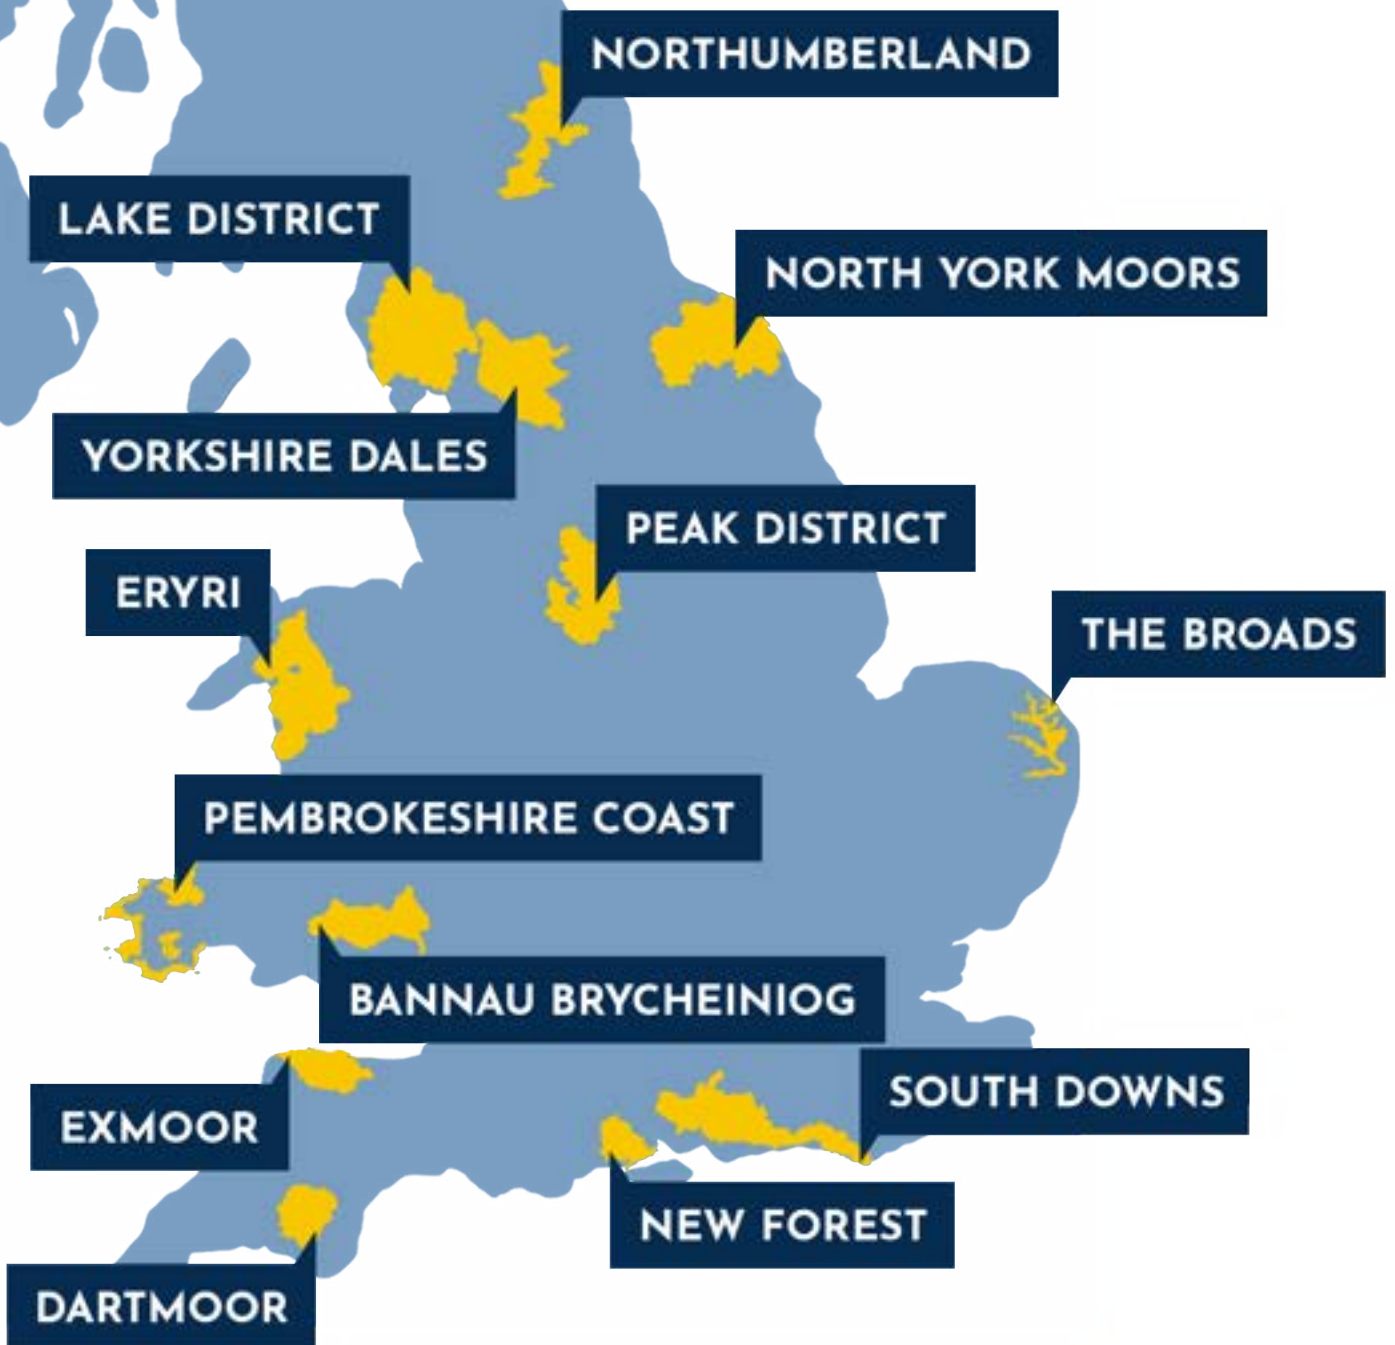 NORTHUMBERLAND
LAKE DISTRICT
NORTH YORK MOORS
YORKSHIRE DALES
PEAK DISTRICT
ERYRI
THE BROADS
PEMBROKESHIRE COAST
BANNAU BRYCHEINIOG
SOUTH DOWNS
EXMOOR
NEW FOREST
DARTMOOR